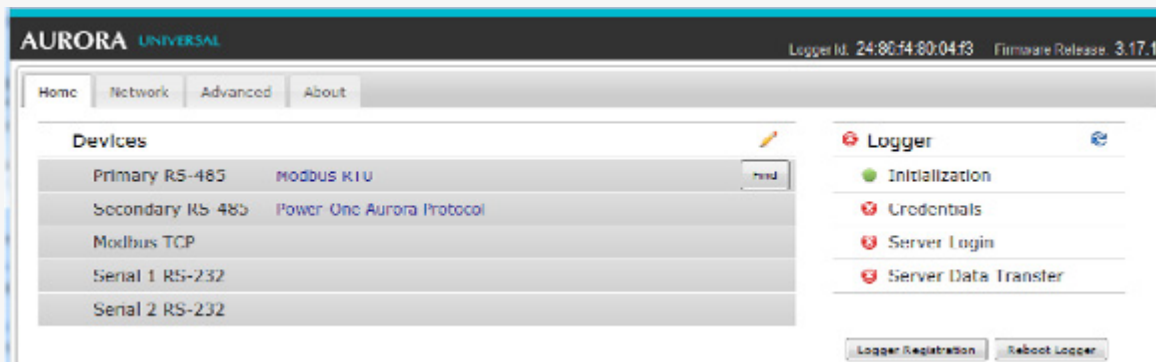 AURORA UNIVERSAL
Logger Id: 24:80:f4:80:04:f3 Firmware Release: 3.17.1
Home Network Advanced About
Devices
Primary RS-485 Modbus RTU Find
Secondary RS-485 Power-One Aurora Protocol
Modbus TCP
Serial 1 RS-232
Serial 2 RS-232
Logger
Initialization
Credentials
Server Login
Server Data Transfer
Logger Registration Reboot Logger